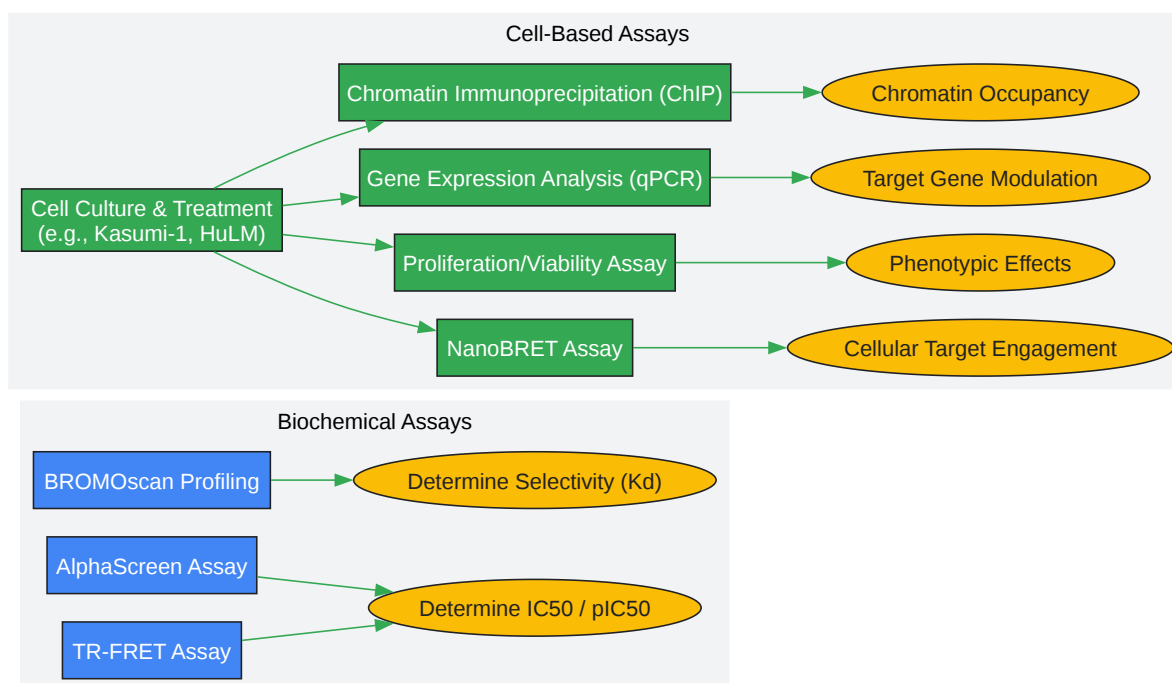 Cell-Based Assays
Chromatin Immunoprecipitation (ChIP)
Chromatin Occupancy
Gene Expression Analysis (qPCR)
Target Gene Modulation
Cell Culture & Treatment
(e.g., Kasumi-1, HuLM)
Proliferation/Viability Assay
Phenotypic Effects
NanoBRET Assay
Cellular Target Engagement
Biochemical Assays
BROMOscan Profiling
Determine Selectivity (Kd)
AlphaScreen Assay
Determine IC50 / pIC50
TR-FRET Assay